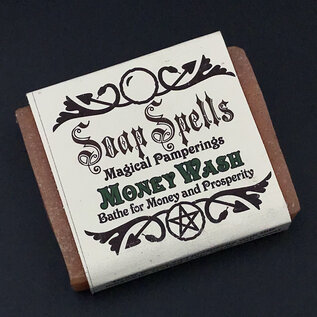 Soap Spells
Magical Pamperings
Money Wash
Bathe for Money and Prosperity